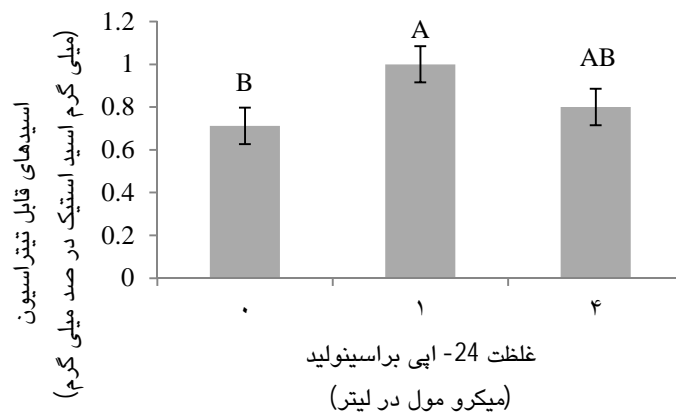 اسیدهای قابل تیتراسیون
(میلی گرم اسید استیک در صد میلی گرم)
1.2
1
0.8
0.6
0.4
0.2
0
B
A
AB
۰ ۱ ۴
غلظت 24- اپی براسینولید
(میکرو مول در لیتر)